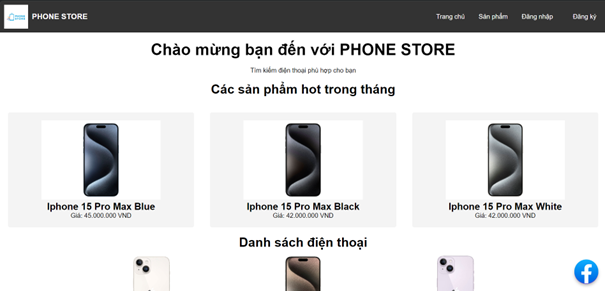 PHONE STORE
Trang chủ Sản phẩm Đăng nhập Đăng ký
Chào mừng bạn đến với PHONE STORE
Tìm kiếm điện thoại phù hợp cho bạn
Các sản phẩm hot trong tháng
Iphone 15 Pro Max Blue
Giá: 45.000.000 VND
Iphone 15 Pro Max Black
Giá: 42.000.000 VND
Iphone 15 Pro Max White
Giá: 42.000.000 VND
Danh sách điện thoại